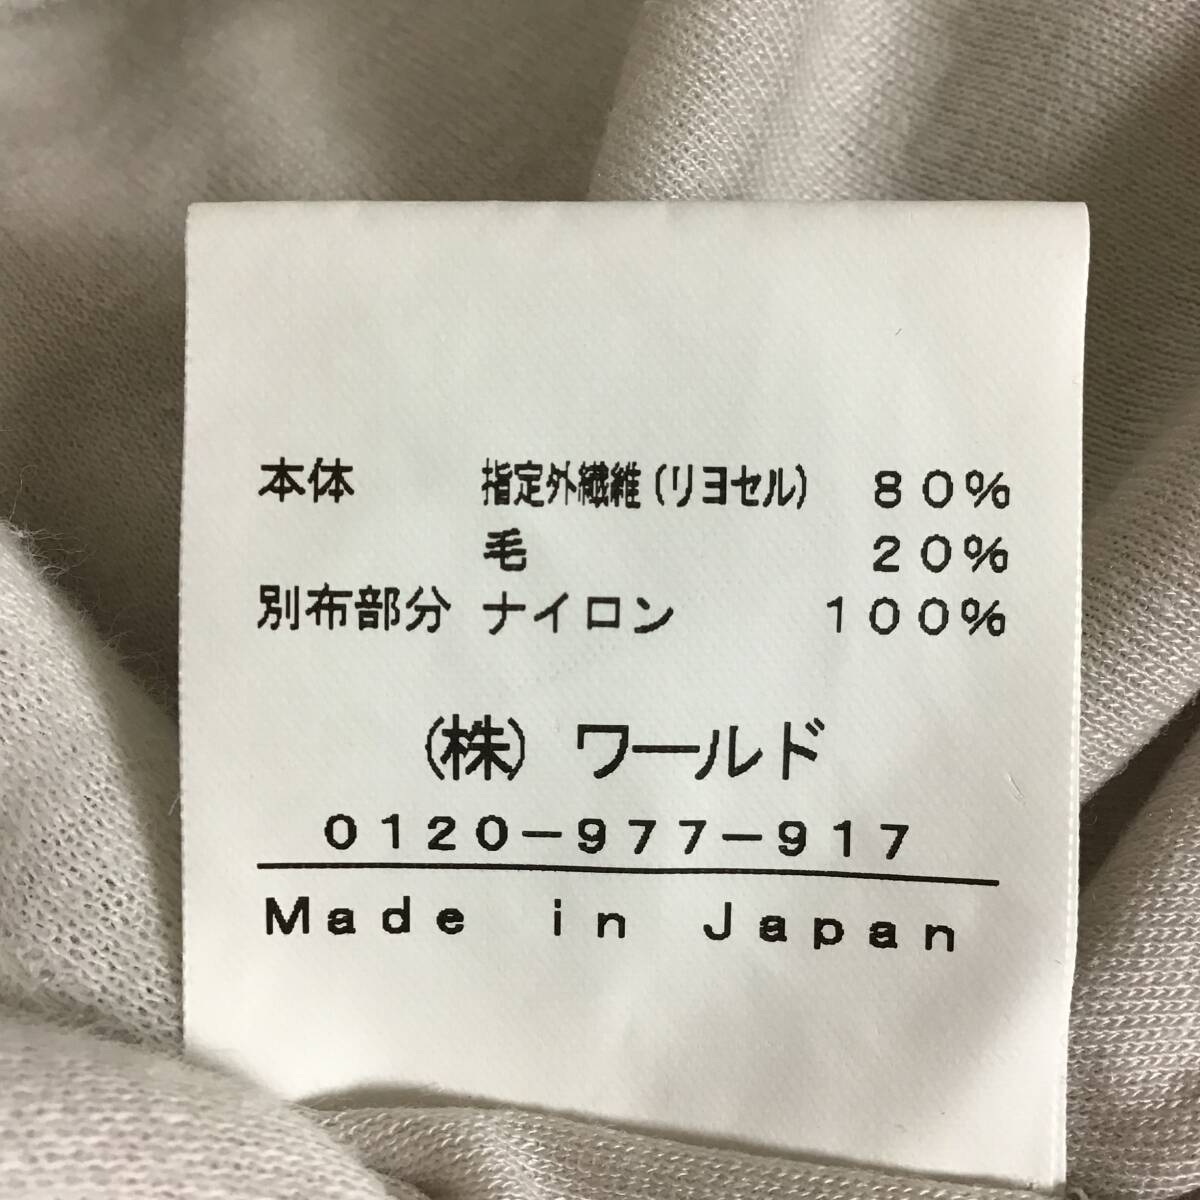 本体 指定外繊維(リヨセル) 80%
毛 20%
別布部分 ナイロン 100%
(株) ワールド
0120-977-917
Made in Japan